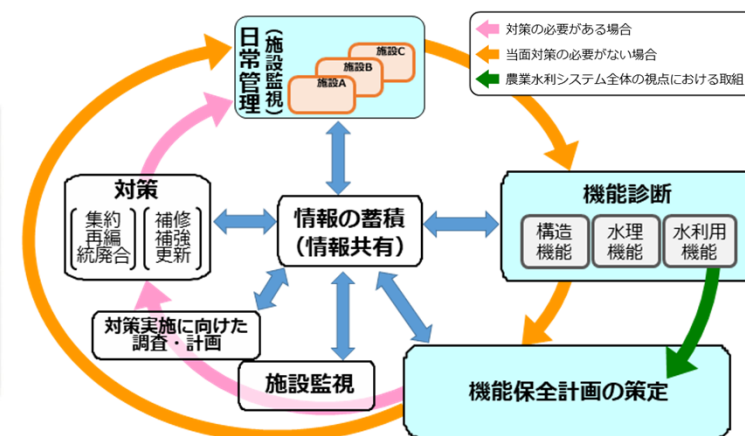 対策の必要がある場合
当面対策の必要がない場合
農業水利システム全体の視点における取組
日常管理
(施設監視)
施設C
施設B
施設A
機能診断
構造
機能
水理
機能
水利用
機能
対策
集約
再編
統廃合
補修
補強
更新
情報の蓄積
(情報共有)
対策実施に向けた
調査・計画
施設監視
機能保全計画の策定